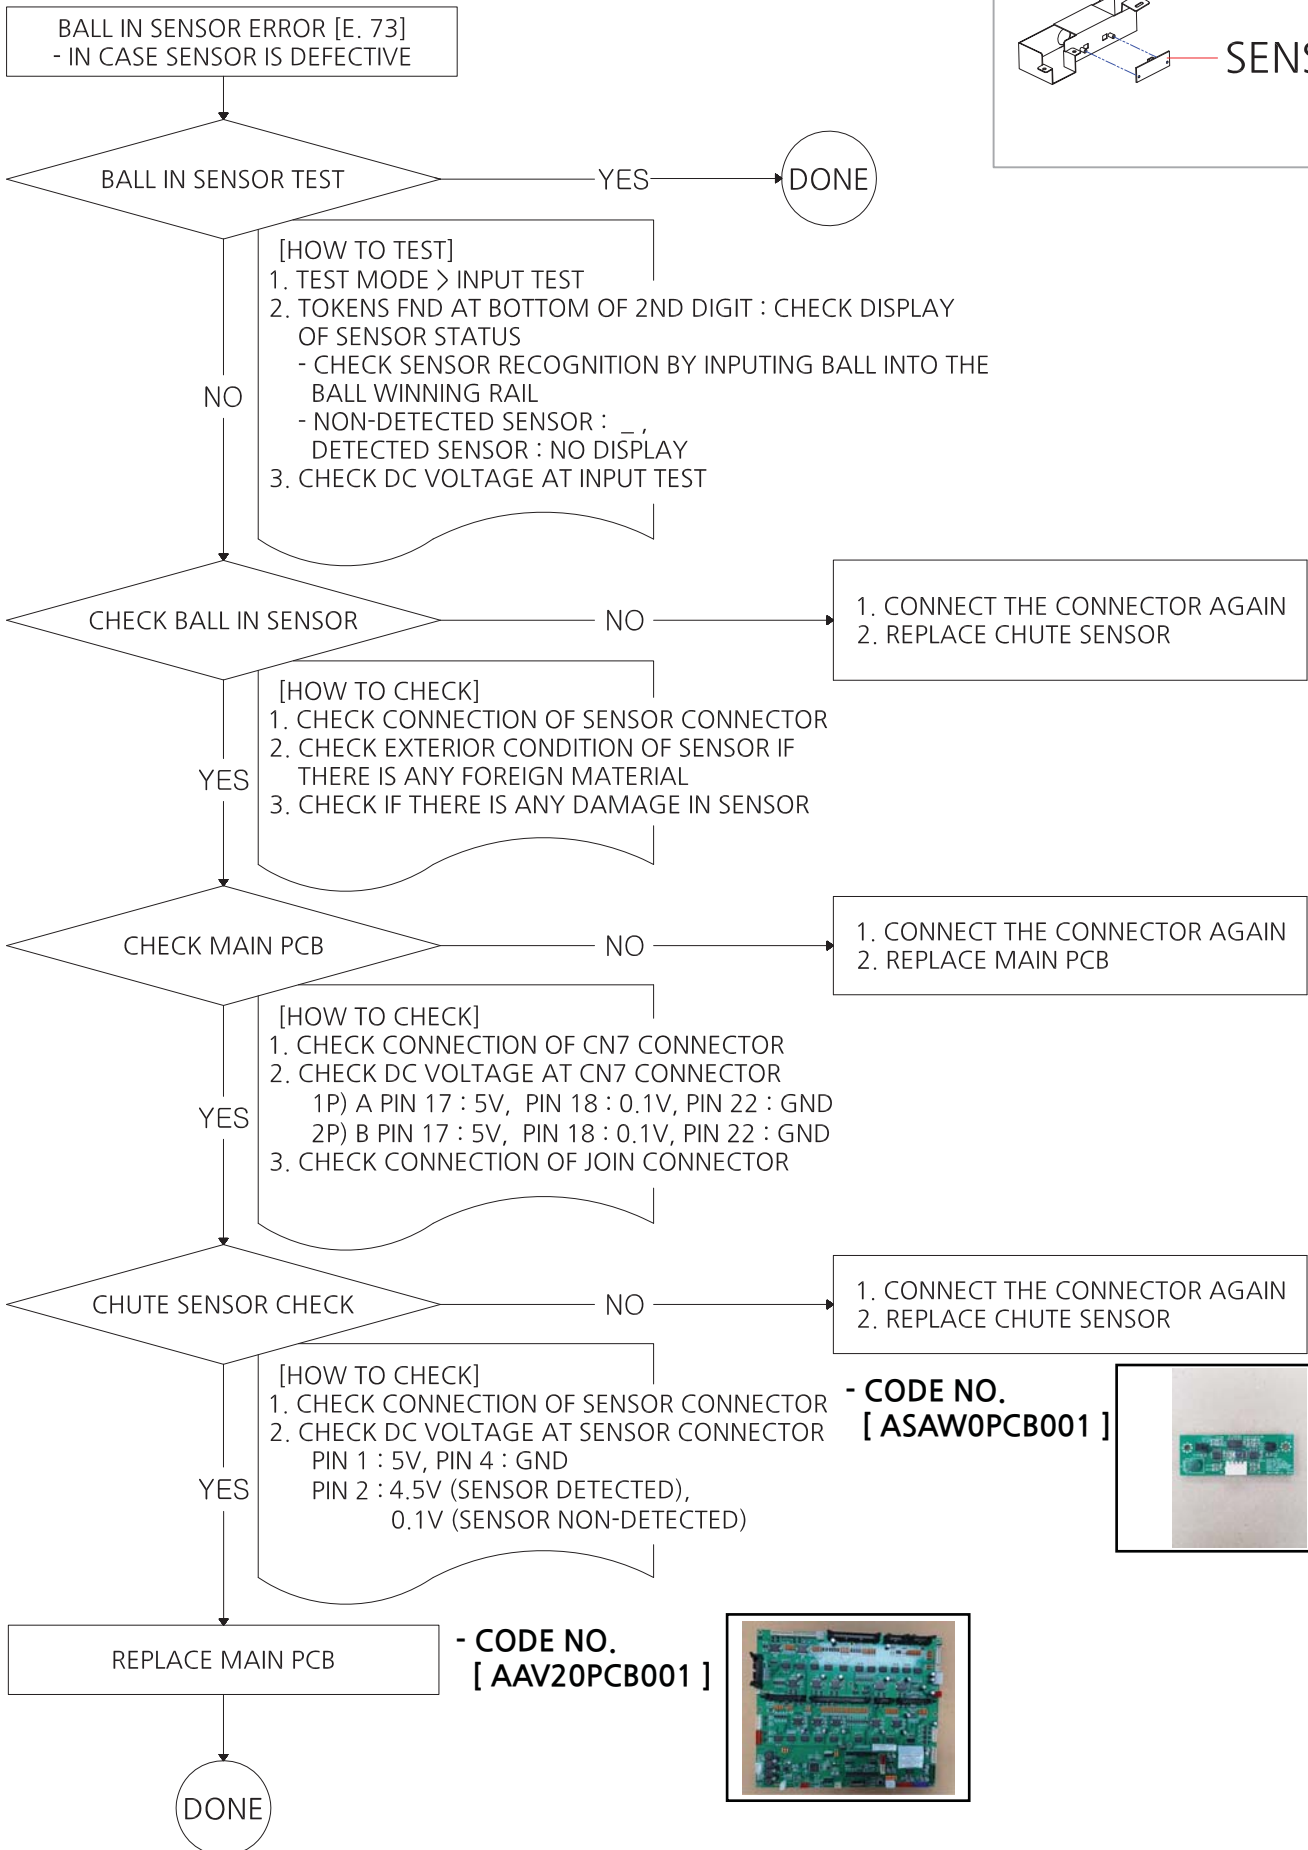 BALL IN SENSOR ERROR [E. 73]
- IN CASE SENSOR IS DEFECTIVE
SENS
BALL IN SENSOR TEST
YES
DONE
[HOW TO TEST]
1. TEST MODE > INPUT TEST
2. TOKENS FND AT BOTTOM OF 2ND DIGIT : CHECK DISPLAY
OF SENSOR STATUS
- CHECK SENSOR RECOGNITION BY INPUTING BALL INTO THE
BALL WINNING RAIL
- NON-DETECTED SENSOR : _ ,
DETECTED SENSOR : NO DISPLAY
3. CHECK DC VOLTAGE AT INPUT TEST
NO
CHECK BALL IN SENSOR
NO
1. CONNECT THE CONNECTOR AGAIN
2. REPLACE CHUTE SENSOR
[HOW TO CHECK]
1. CHECK CONNECTION OF SENSOR CONNECTOR
2. CHECK EXTERIOR CONDITION OF SENSOR IF
THERE IS ANY FOREIGN MATERIAL
3. CHECK IF THERE IS ANY DAMAGE IN SENSOR
YES
CHECK MAIN PCB
NO
1. CONNECT THE CONNECTOR AGAIN
2. REPLACE MAIN PCB
[HOW TO CHECK]
1. CHECK CONNECTION OF CN7 CONNECTOR
2. CHECK DC VOLTAGE AT CN7 CONNECTOR
1P) A PIN 17 : 5V, PIN 18 : 0.1V, PIN 22 : GND
2P) B PIN 17 : 5V, PIN 18 : 0.1V, PIN 22 : GND
3. CHECK CONNECTION OF JOIN CONNECTOR
YES
CHUTE SENSOR CHECK
NO
1. CONNECT THE CONNECTOR AGAIN
2. REPLACE CHUTE SENSOR
[HOW TO CHECK]
1. CHECK CONNECTION OF SENSOR CONNECTOR
2. CHECK DC VOLTAGE AT SENSOR CONNECTOR
PIN 1 : 5V, PIN 4 : GND
PIN 2 : 4.5V (SENSOR DETECTED),
0.1V (SENSOR NON-DETECTED)
YES
- CODE NO.
[ ASAW0PCB001 ]
REPLACE MAIN PCB
- CODE NO.
[ AAV20PCB001 ]
DONE